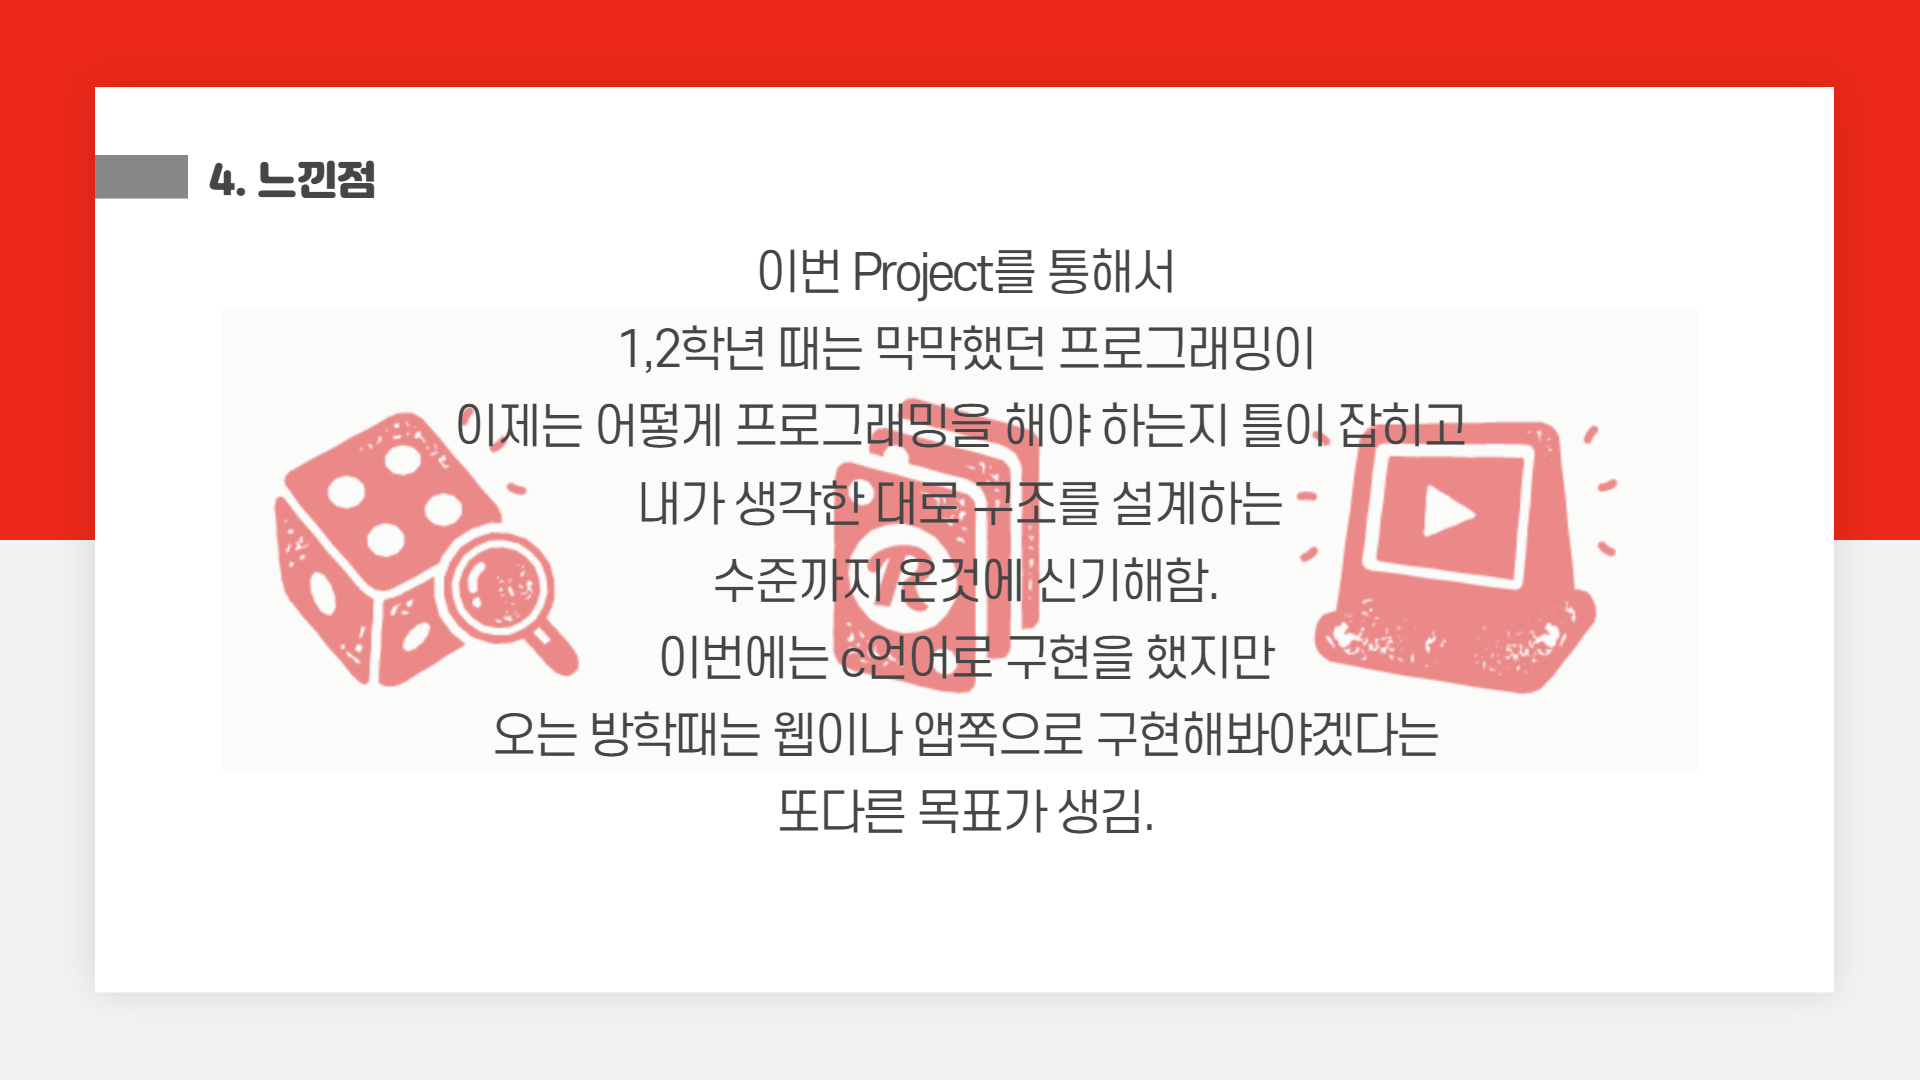 4. 느낀점
이번 Project를 통해서
1,2학년 때는 막막했던 프로그래밍이
이제는 어떻게 프로그래밍을 해야 하는지 틀이 잡히고
내가 생각한 대로 구조를 설계하는
수준까지 온것에 신기해함.
이번에는 c언어로 구현을 했지만
오는 방학때는 웹이나 앱쪽으로 구현해봐야겠다는
또다른 목표가 생김.
R